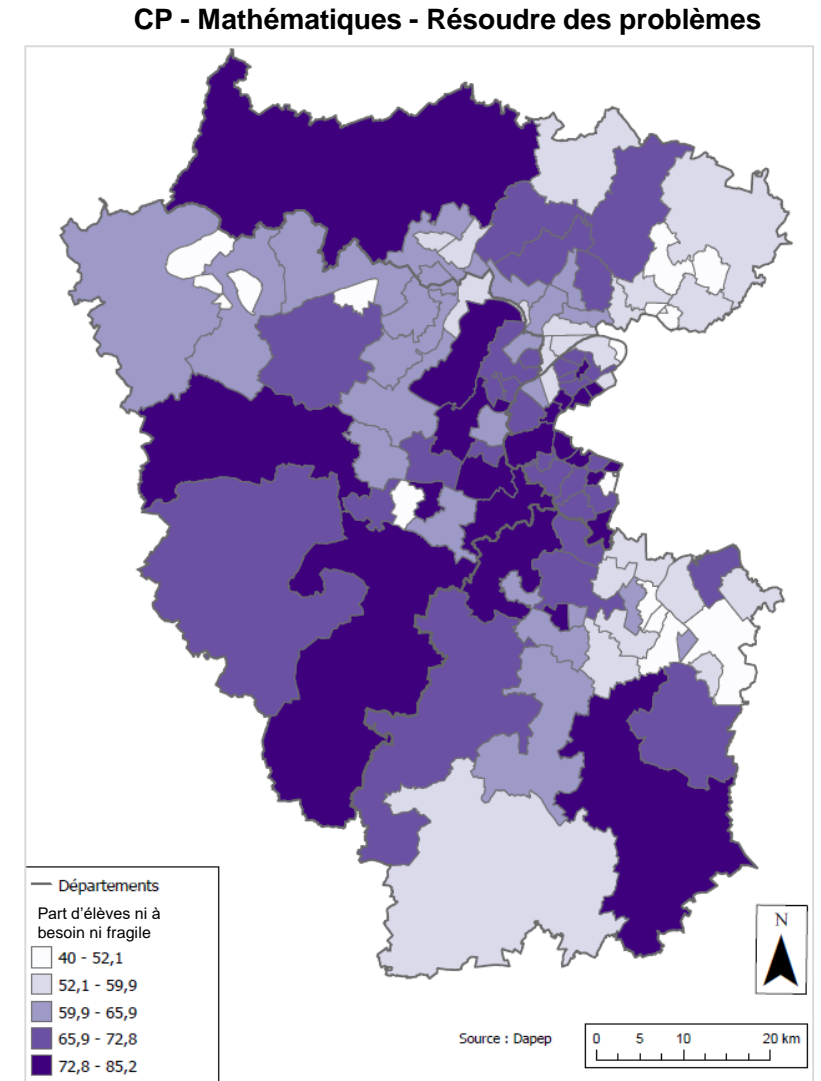 CP - Mathématiques - Résoudre des problèmes
Départements
Part d'élèves ni à
besoin ni fragile
40 - 52,1
52,1 - 59,9
59,9 - 65,9
65,9 - 72,8
72,8 - 85,2
N
Source : Dapep
0 5 10 20 km